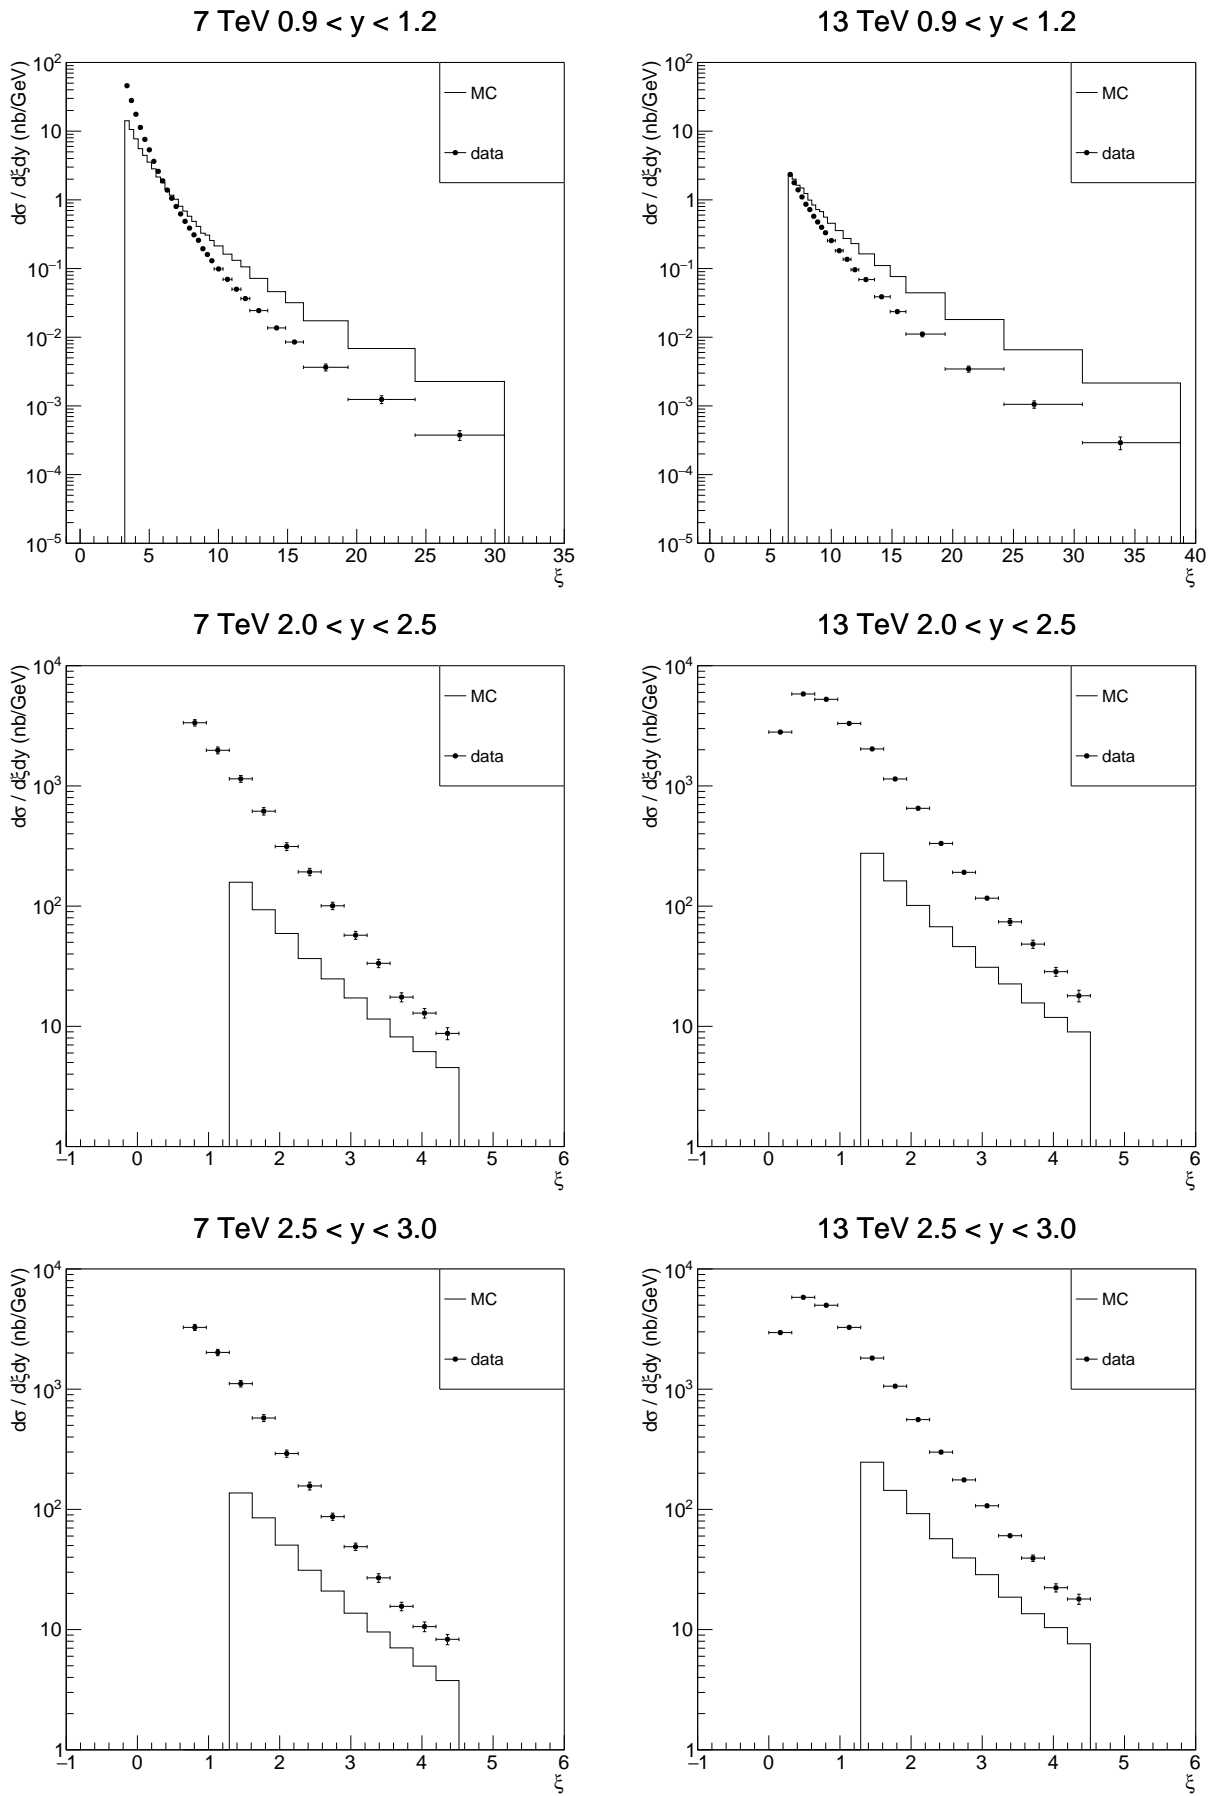 7 TeV 0.9 < y < 1.2
dσ / dξdy (nb/GeV)
10²
10
1
10⁻¹
10⁻²
10⁻³
10⁻⁴
10⁻⁵
MC
data
0 5 10 15 20 25 30 35
ξ
13 TeV 0.9 < y < 1.2
dσ / dξdy (nb/GeV)
10²
10
1
10⁻¹
10⁻²
10⁻³
10⁻⁴
10⁻⁵
MC
data
0 5 10 15 20 25 30 35 40
ξ
7 TeV 2.0 < y < 2.5
dσ / dξdy (nb/GeV)
10⁴
10³
10²
10
1
MC
data
−1 0 1 2 3 4 5 6
ξ
13 TeV 2.0 < y < 2.5
dσ / dξdy (nb/GeV)
10⁴
10³
10²
10
1
MC
data
−1 0 1 2 3 4 5 6
ξ
7 TeV 2.5 < y < 3.0
dσ / dξdy (nb/GeV)
10⁴
10³
10²
10
1
MC
data
−1 0 1 2 3 4 5 6
ξ
13 TeV 2.5 < y < 3.0
dσ / dξdy (nb/GeV)
10⁴
10³
10²
10
1
MC
data
−1 0 1 2 3 4 5 6
ξ